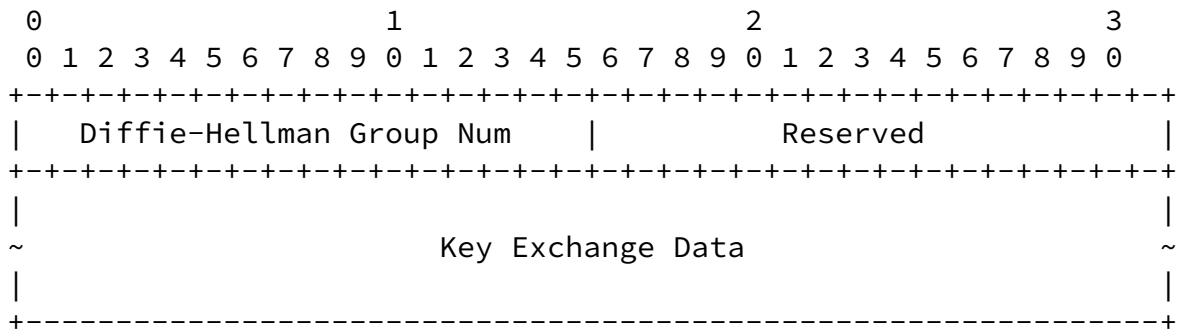 0                   1                   2                   3
 0 1 2 3 4 5 6 7 8 9 0 1 2 3 4 5 6 7 8 9 0 1 2 3 4 5 6 7 8 9 0
+-+-+-+-+-+-+-+-+-+-+-+-+-+-+-+-+-+-+-+-+-+-+-+-+-+-+-+-+-+-+-+-+
|   Diffie-Hellman Group Num    |          Reserved             |
+-+-+-+-+-+-+-+-+-+-+-+-+-+-+-+-+-+-+-+-+-+-+-+-+-+-+-+-+-+-+-+-+
|                                                               |
~                       Key Exchange Data                       ~
|                                                               |
+---------------------------------------------------------------+